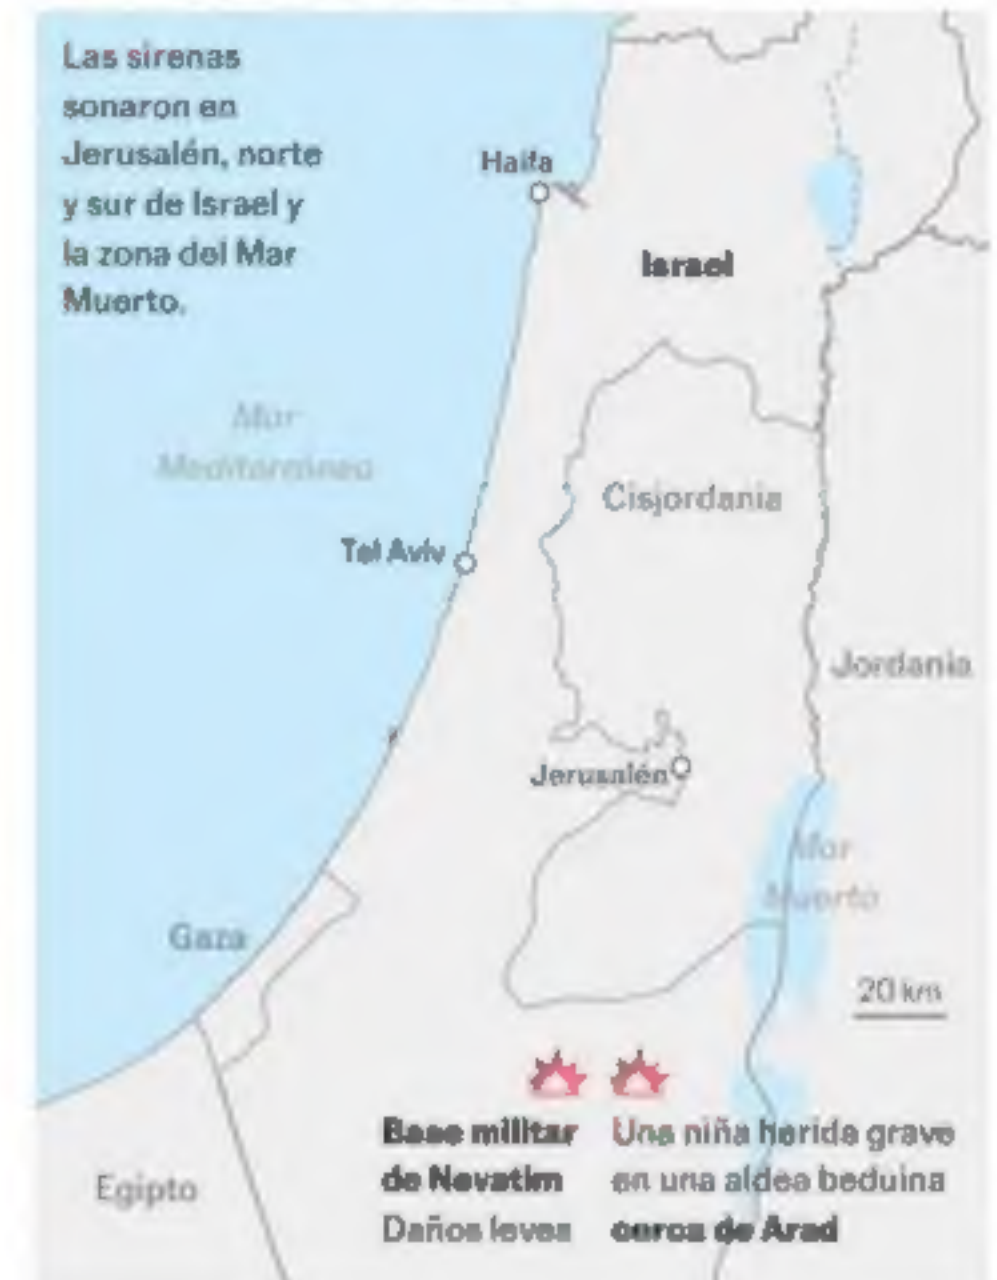 Las sirenas
sonaron en
Jerusalén, norte
y sur de Israel y
la zona del Mar
Muerto.
Haifa
Israel
Mar
Mediterráneo
Cisjordania
Tel Aviv
Jordania
Jerusalén
Mar
Muerto
Gaza
20 km
Egipto
Base militar
de Nevatim
Daños leves
Una niña herida grave
en una aldea beduina
cerca de Arad